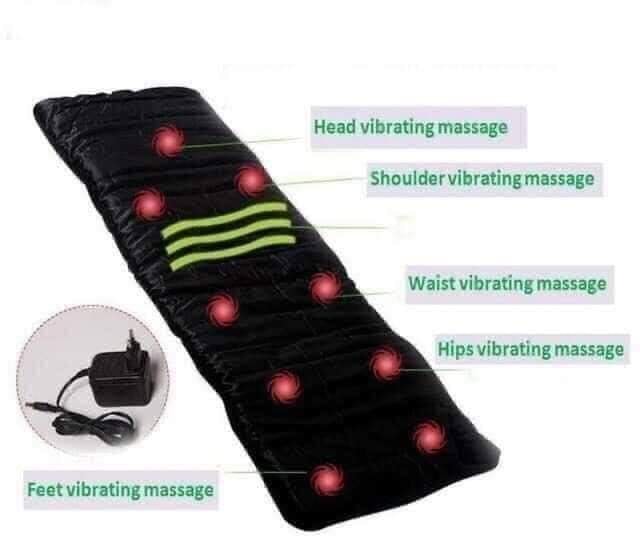 Head vibrating massage
Shoulder vibrating massage
Waist vibrating massage
Hips vibrating massage
Feet vibrating massage